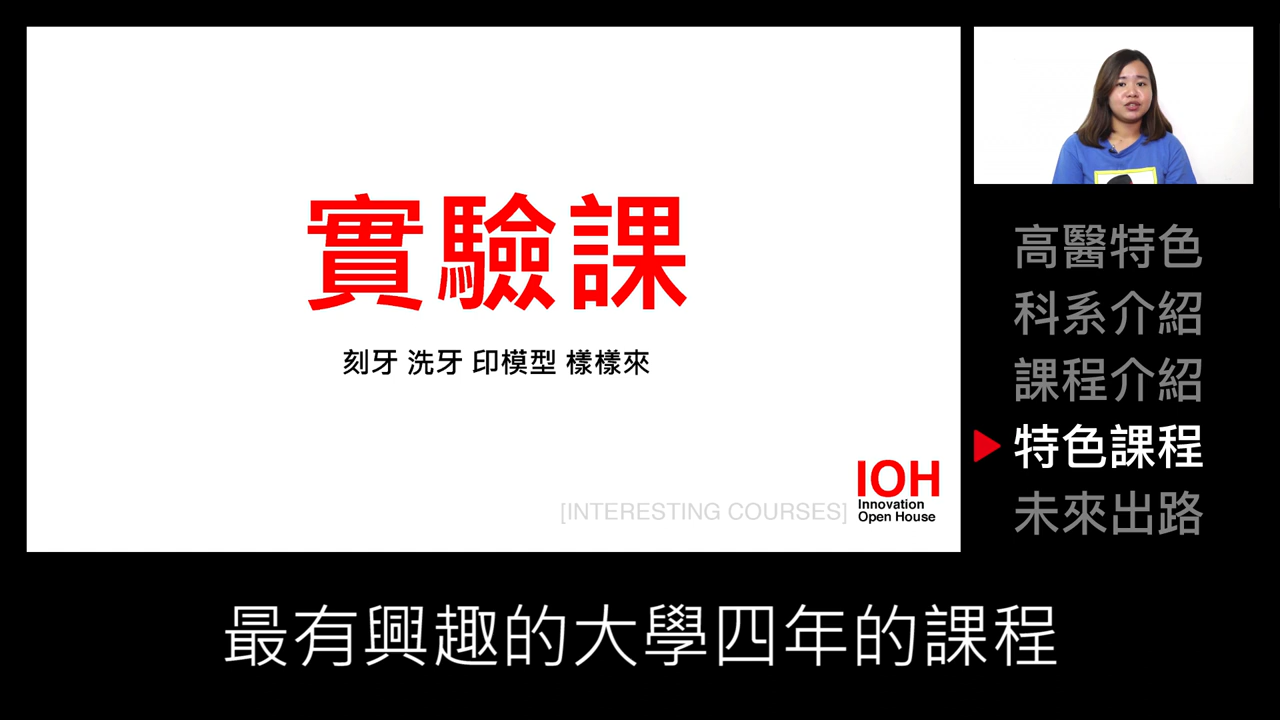 實驗課
刻牙 洗牙 印模型 樣樣來
[INTERESTING COURSES]
IOH
Innovation
Open House
高醫特色
科系介紹
課程介紹
特色課程
未來出路
最有興趣的大學四年的課程